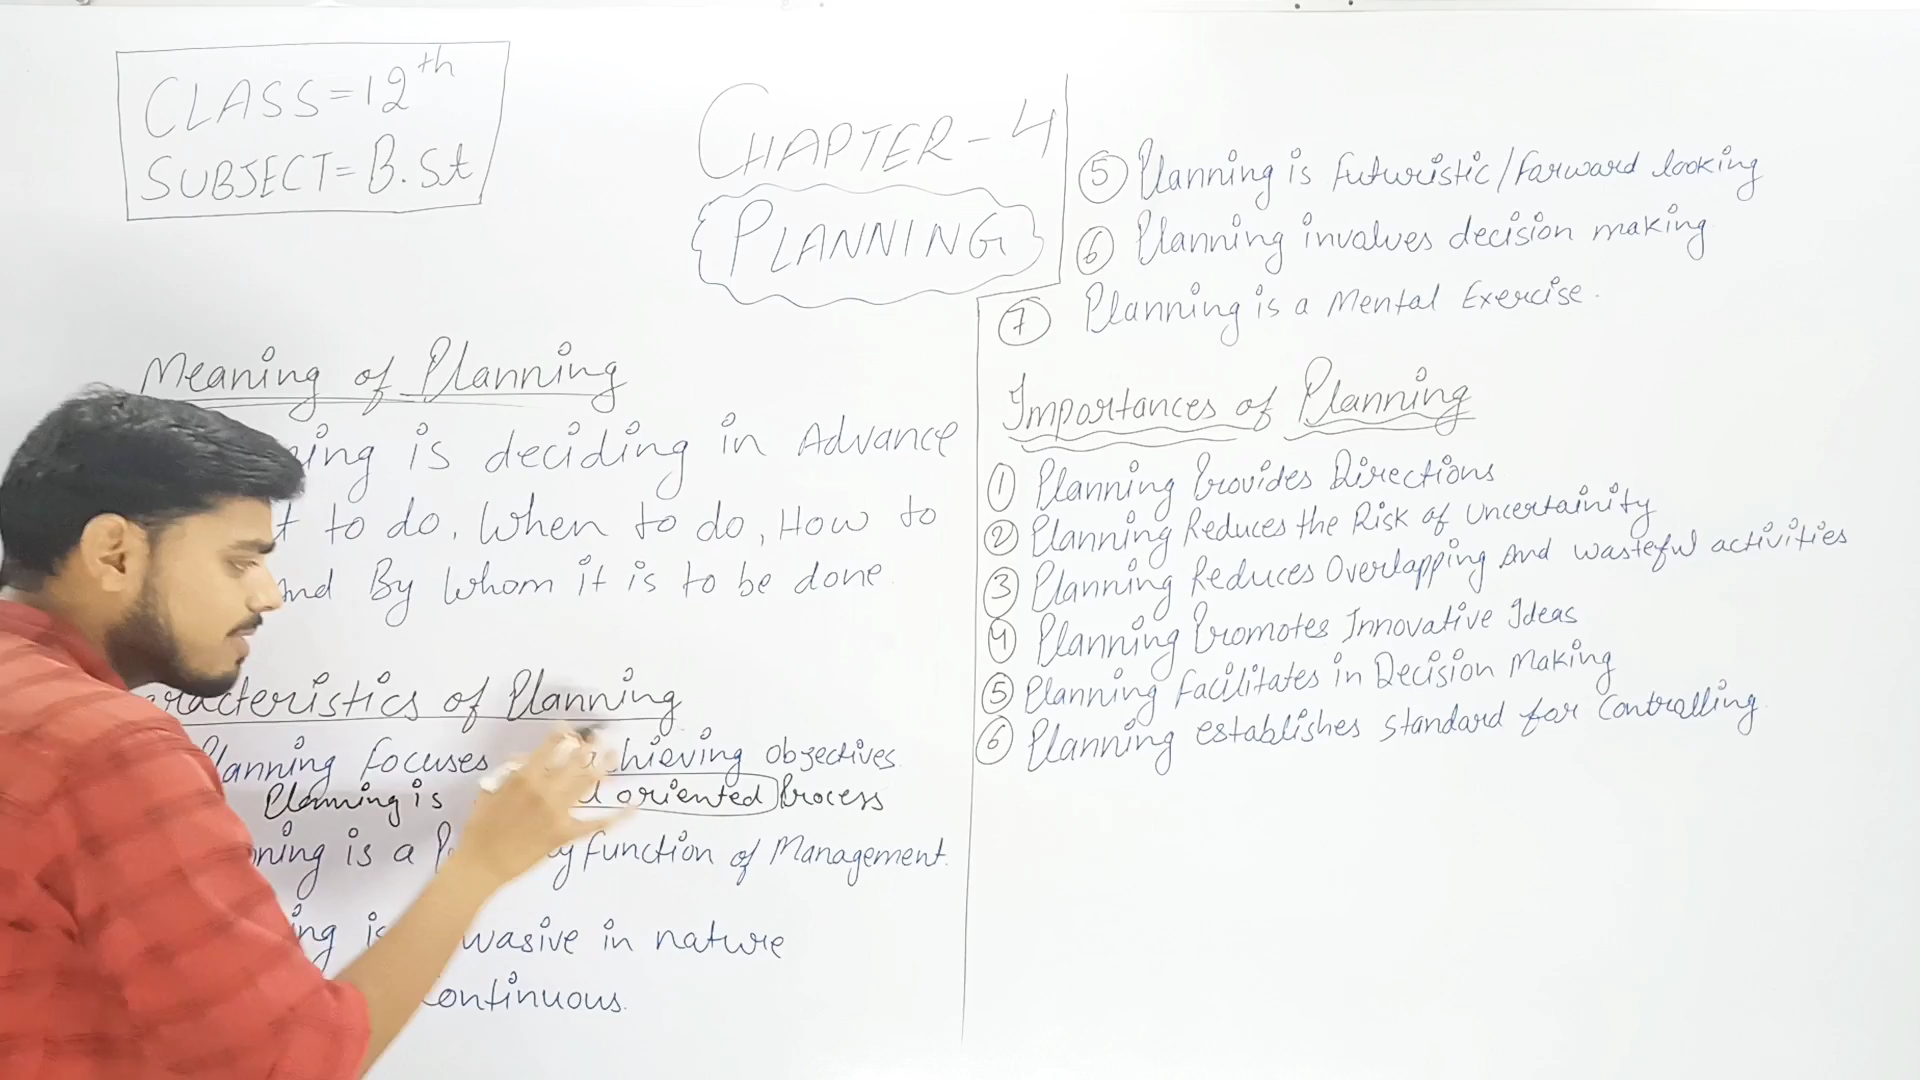 CLASS=12th
SUBJECT=B.St
CHAPTER-4
PLANNING
Meaning of Planning
is deciding in Advance
to do, When to do, How to
By Whom it is to be done
of Planning
Planning focuses objectives.
Planning is oriented Process
is a function of Management.
in nature
Continuous.
⑤ Planning is futuristic/forward looking
⑥ Planning involves decision making
⑦ Planning is a Mental Exercise.
Importances of Planning
① Planning Provides Directions
② Planning Reduces the Risk of Uncertainity
③ Planning Reduces Overlapping and wasteful activities
④ Planning Promotes Innovative Ideas
⑤ Planning facilitates in Decision Making
⑥ Planning establishes standard for Controlling.